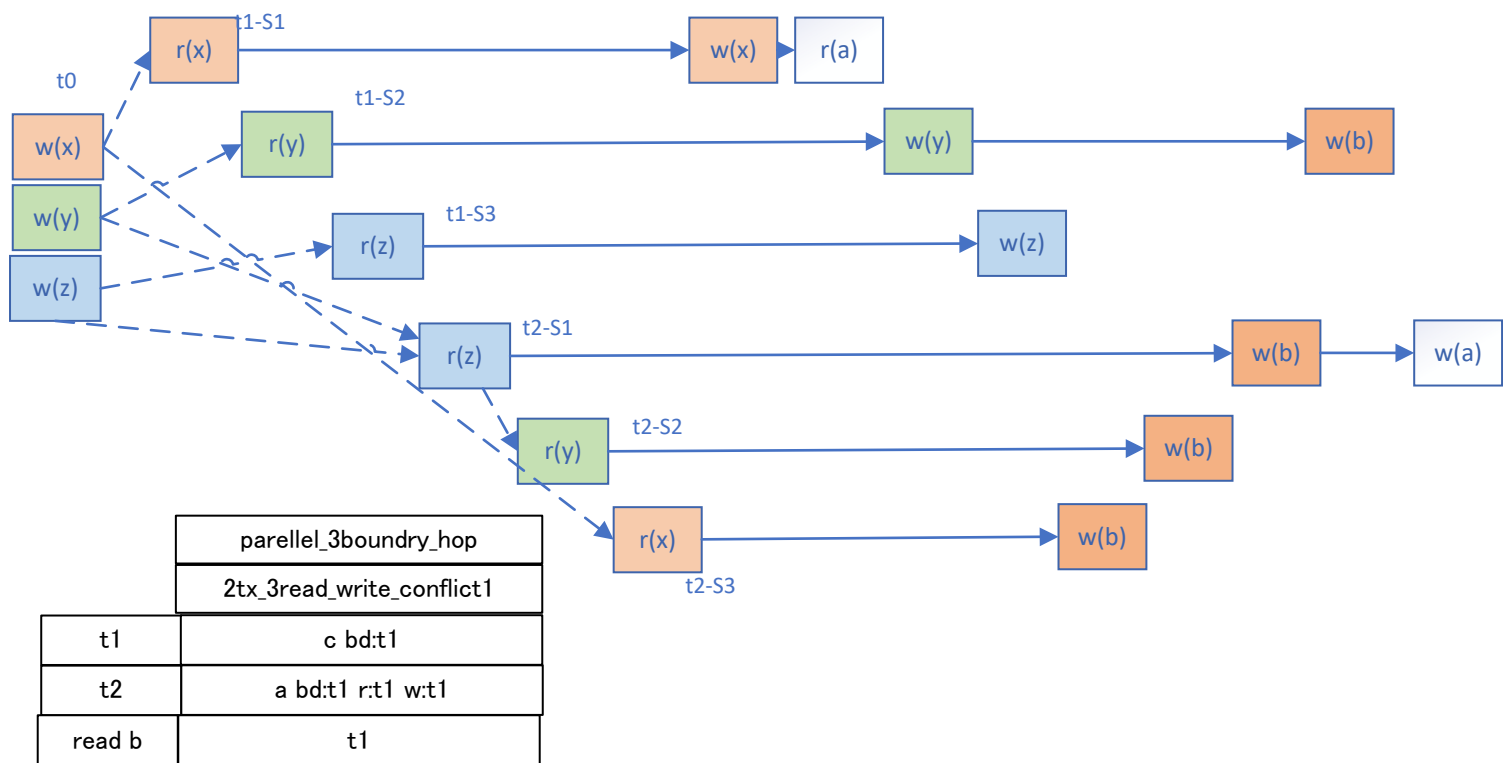 t1-S1
r(x)
w(x)
r(a)
t0
t1-S2
w(x)
r(y)
w(y)
w(b)
w(y)
t1-S3
r(z)
w(z)
w(z)
t2-S1
r(z)
w(b)
w(a)
t2-S2
r(y)
w(b)
r(x)
w(b)
t2-S3
parellel_3boundry_hop
2tx_3read_write_conflict1
t1 c bd:t1
t2 a bd:t1 r:t1 w:t1
read b t1